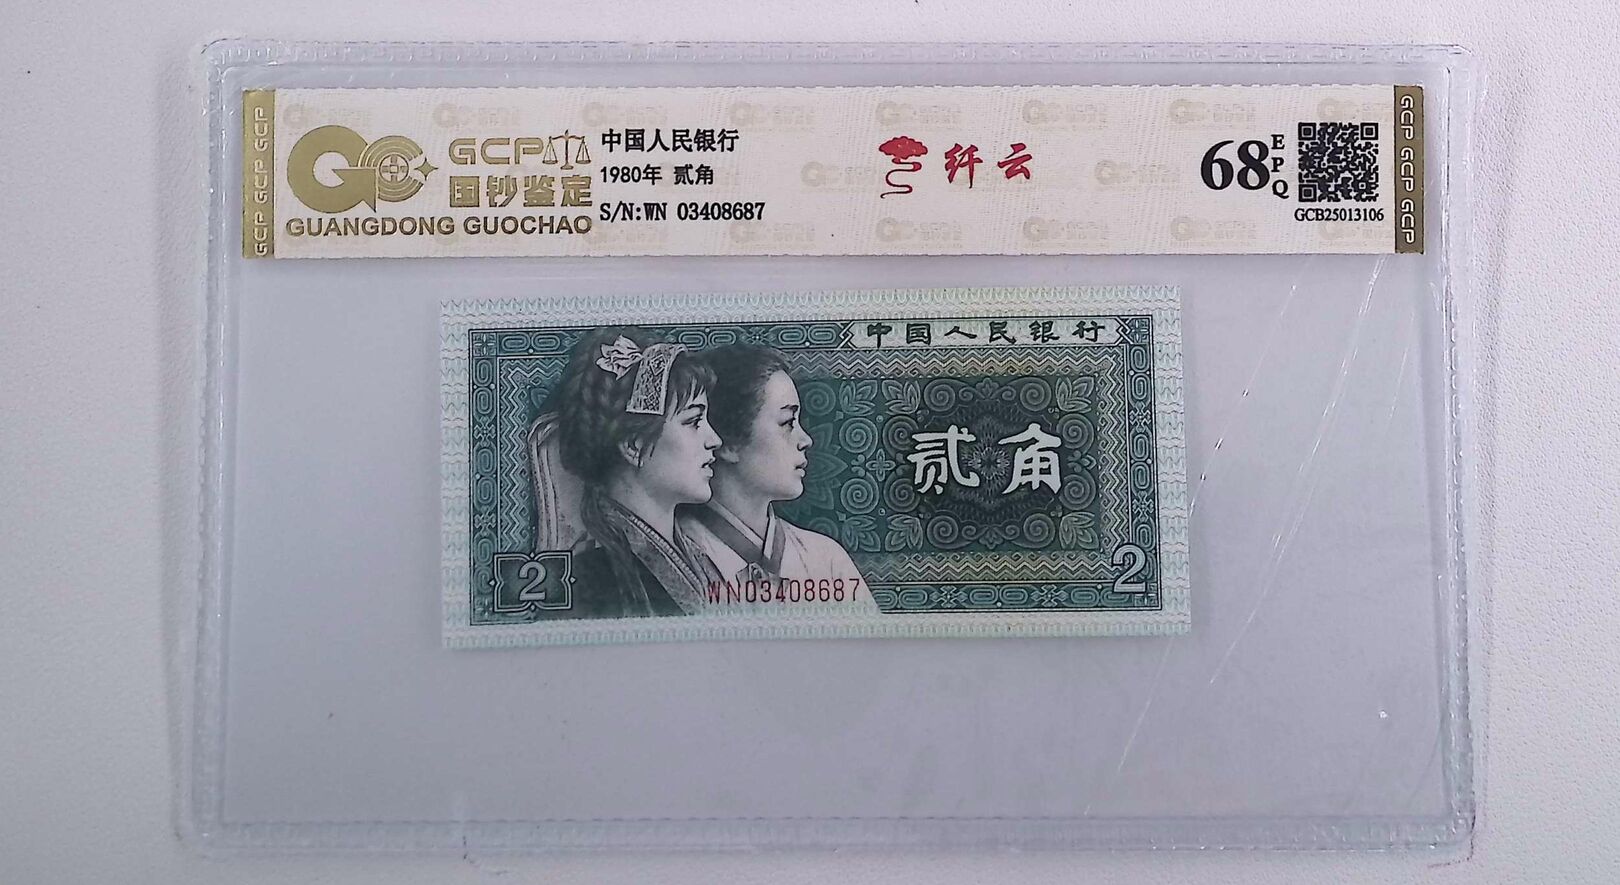 GCP GCP GCP
GCP
国钞鉴定
GUANGDONG GUOCHAO
中国人民银行
1980年 贰角
S/N:WN 03408687
纤云
68
EPQ
GCB25013106
GCP GCP GCP
中国人民银行
贰角
2
2
WN03408687